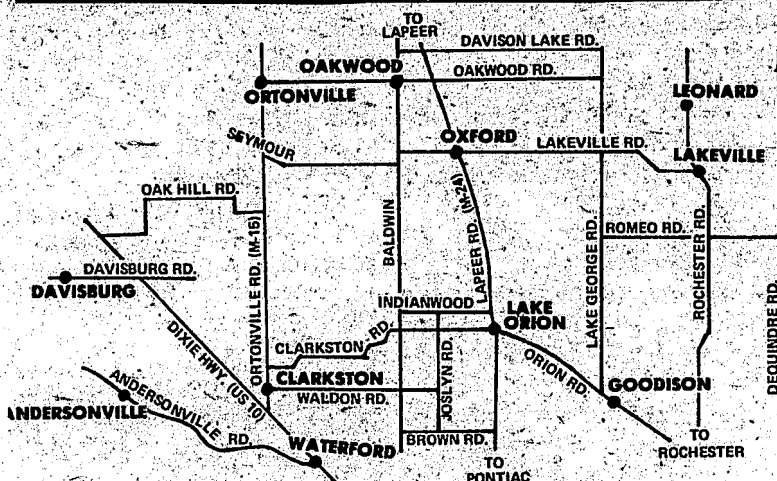 TO
LAPEER
DAVISON LAKE RD.
OAKWOOD
OAKWOOD RD.
ORTONVILLE
LEONARD
SEYMOUR
OXFORD
LAKEVILLE RD.
LAKEVILLE
OAK HILL RD.
ORTONVILLE RD. (M-15)
BALDWIN
LAPEER RD. (M-24)
LAKE GEORGE RD.
ROMEO RD.
ROCHESTER RD.
DEQUINDRE RD.
DAVISBURG RD.
DAVISBURG
DIXIE HWY. (US 10)
INDIANWOOD
LAKE
ORION
CLARKSTON RD.
JOSLYN RD.
ORION RD.
CLARKSTON
WALDON RD.
GOODISON
ANDERSONVILLE
ANDERSONVILLE RD.
WATERFORD
BROWN RD.
TO
ROCHESTER
TO
PONTIAC